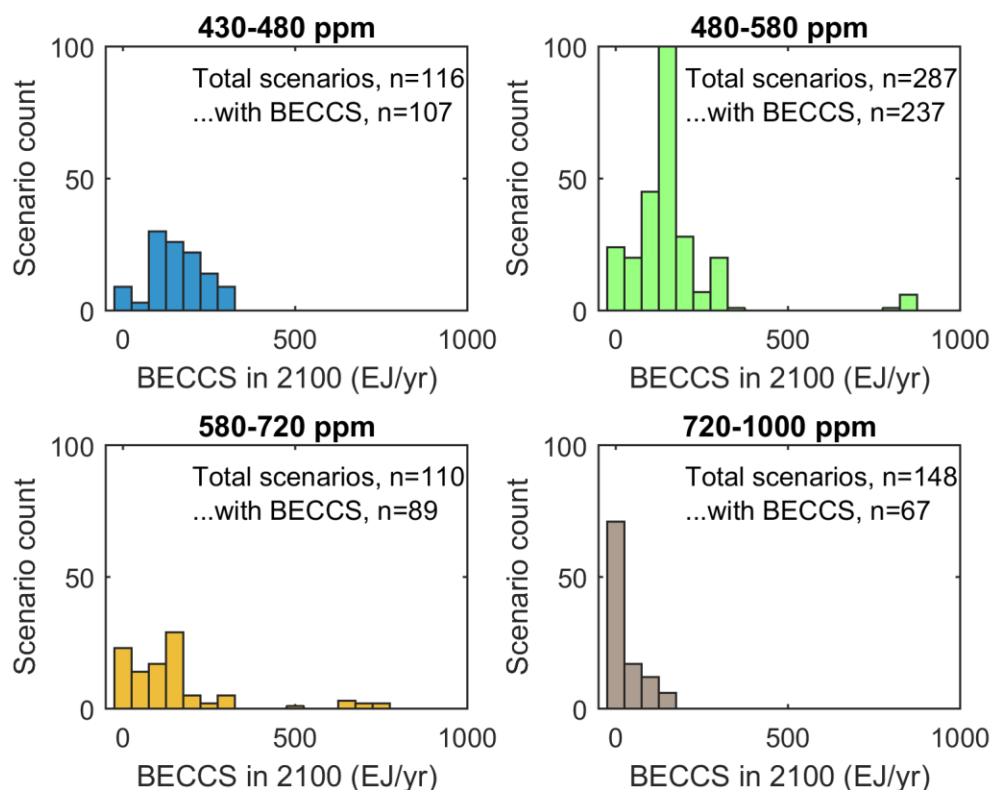 430-480 ppm
Total scenarios, n=116
...with BECCS, n=107
Scenario count
100
50
0
0 500 1000
BECCS in 2100 (EJ/yr)
480-580 ppm
Total scenarios, n=287
...with BECCS, n=237
Scenario count
100
50
0
0 500 1000
BECCS in 2100 (EJ/yr)
580-720 ppm
Total scenarios, n=110
...with BECCS, n=89
Scenario count
100
50
0
0 500 1000
BECCS in 2100 (EJ/yr)
720-1000 ppm
Total scenarios, n=148
...with BECCS, n=67
Scenario count
100
50
0
0 500 1000
BECCS in 2100 (EJ/yr)